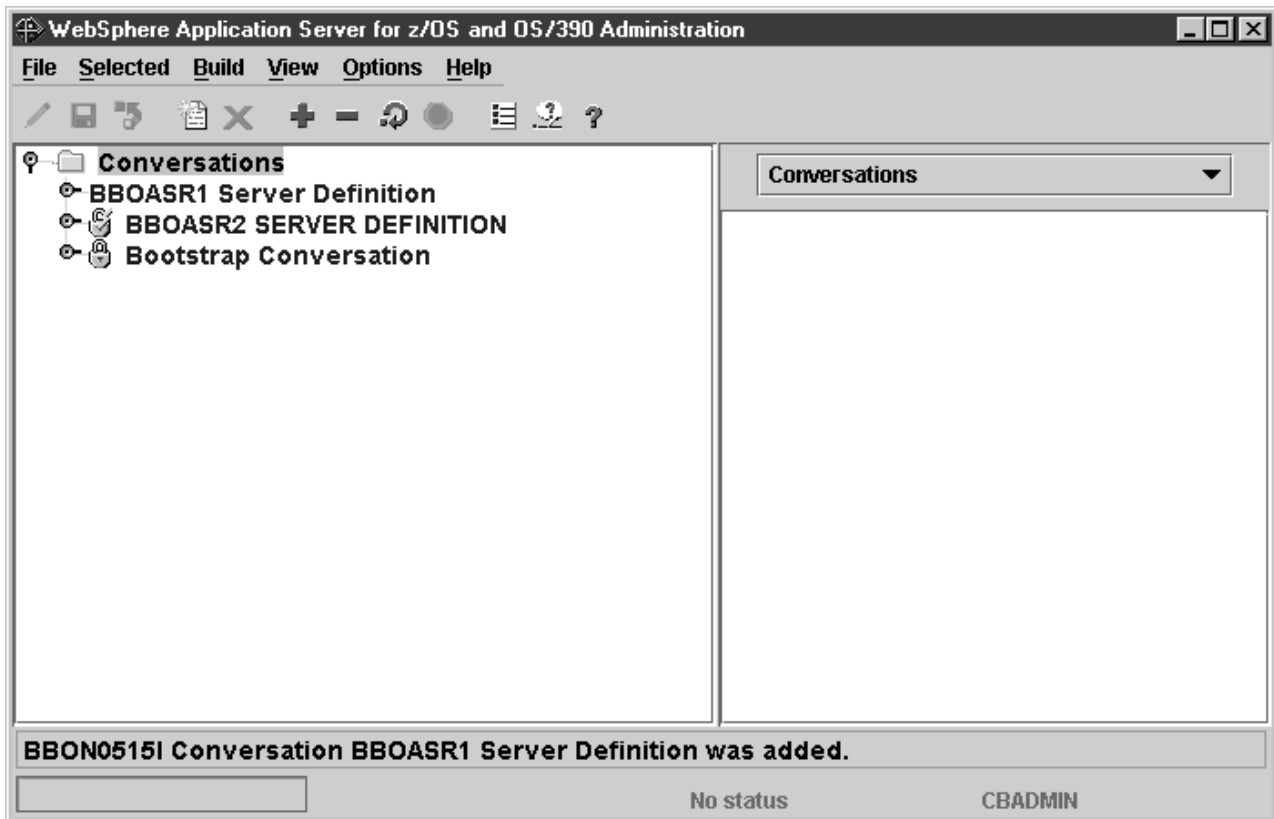 WebSphere Application Server for z/OS and OS/390 Administration
File Selected Build View Options Help
Conversations
BBOASR1 Server Definition
BBOASR2 SERVER DEFINITION
Bootstrap Conversation
Conversations
BBON0515I Conversation BBOASR1 Server Definition was added.
No status CBADMIN